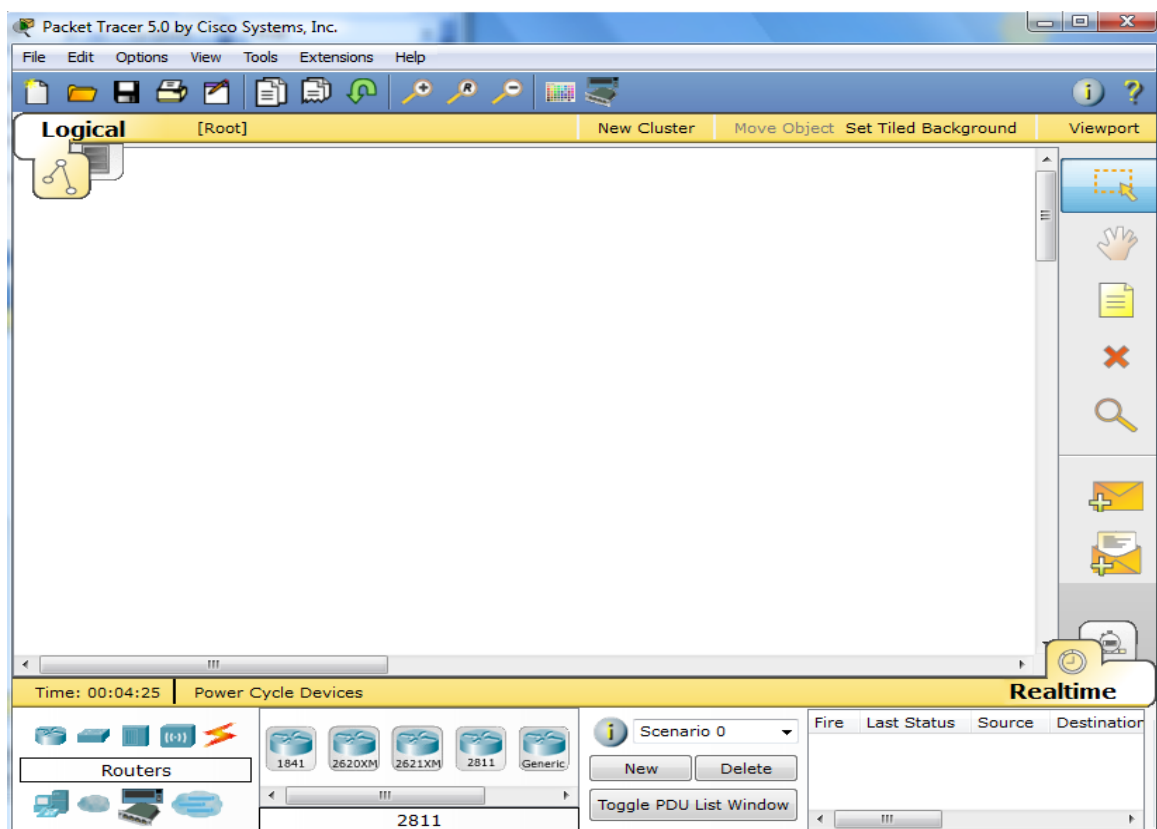 Packet Tracer 5.0 by Cisco Systems, Inc.
File Edit Options View Tools Extensions Help
R
i ?
Logical [Root] New Cluster Move Object Set Tiled Background Viewport
Time: 00:04:25 Power Cycle Devices Realtime
i Scenario 0 Fire Last Status Source Destination
1841 2620XM 2621XM 2811 Generic
Routers New Delete
2811 Toggle PDU List Window